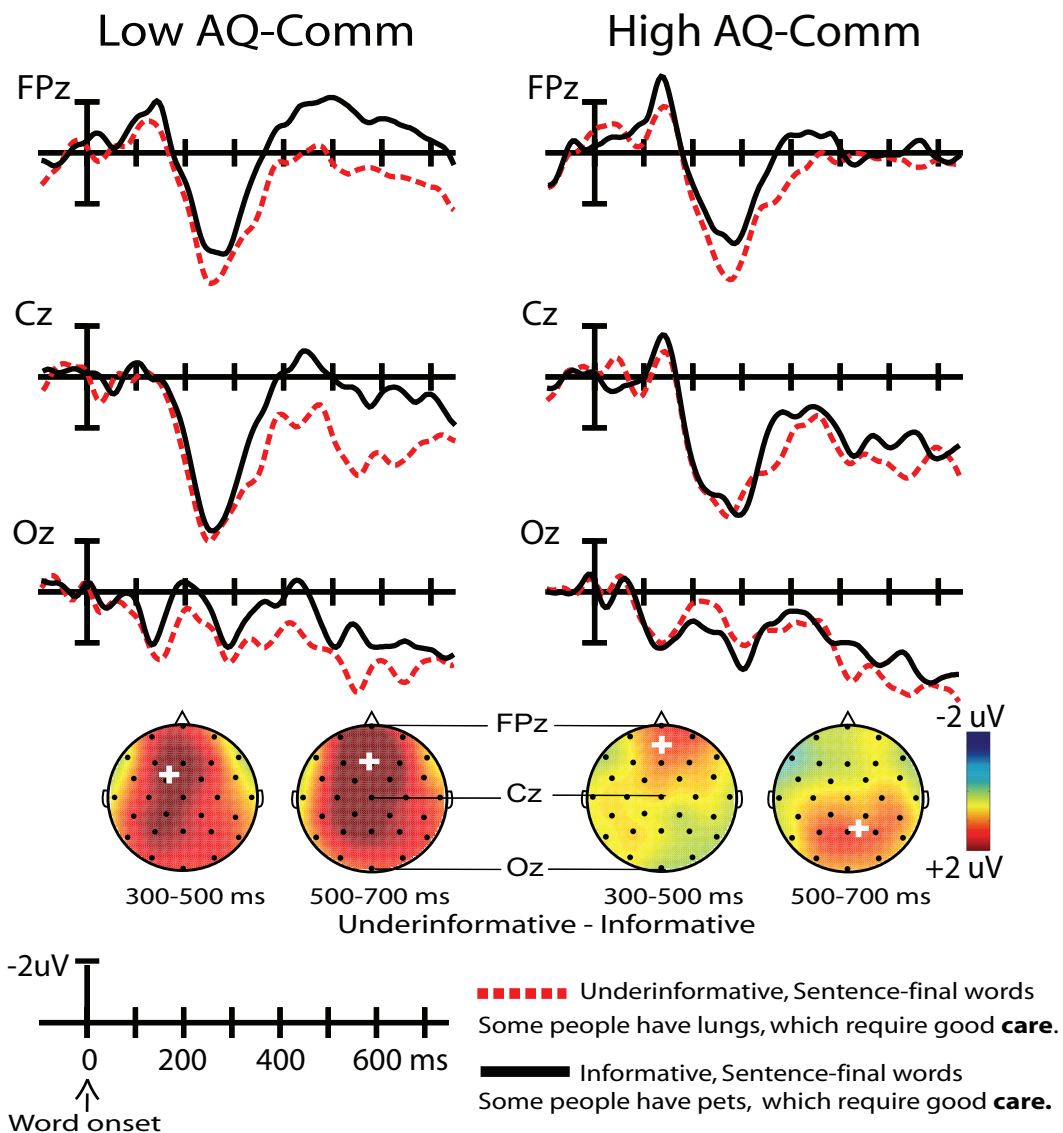 Low AQ-Comm High AQ-Comm
FPz FPz
Cz Cz
Oz Oz
FPz
Cz
Oz
-2 uV
+2 uV
300-500 ms 500-700 ms 300-500 ms 500-700 ms
Underinformative - Informative
-2uV
0 200 400 600 ms
Word onset
Underinformative, Sentence-final words
Some people have lungs, which require good care.
Informative, Sentence-final words
Some people have pets, which require good care.